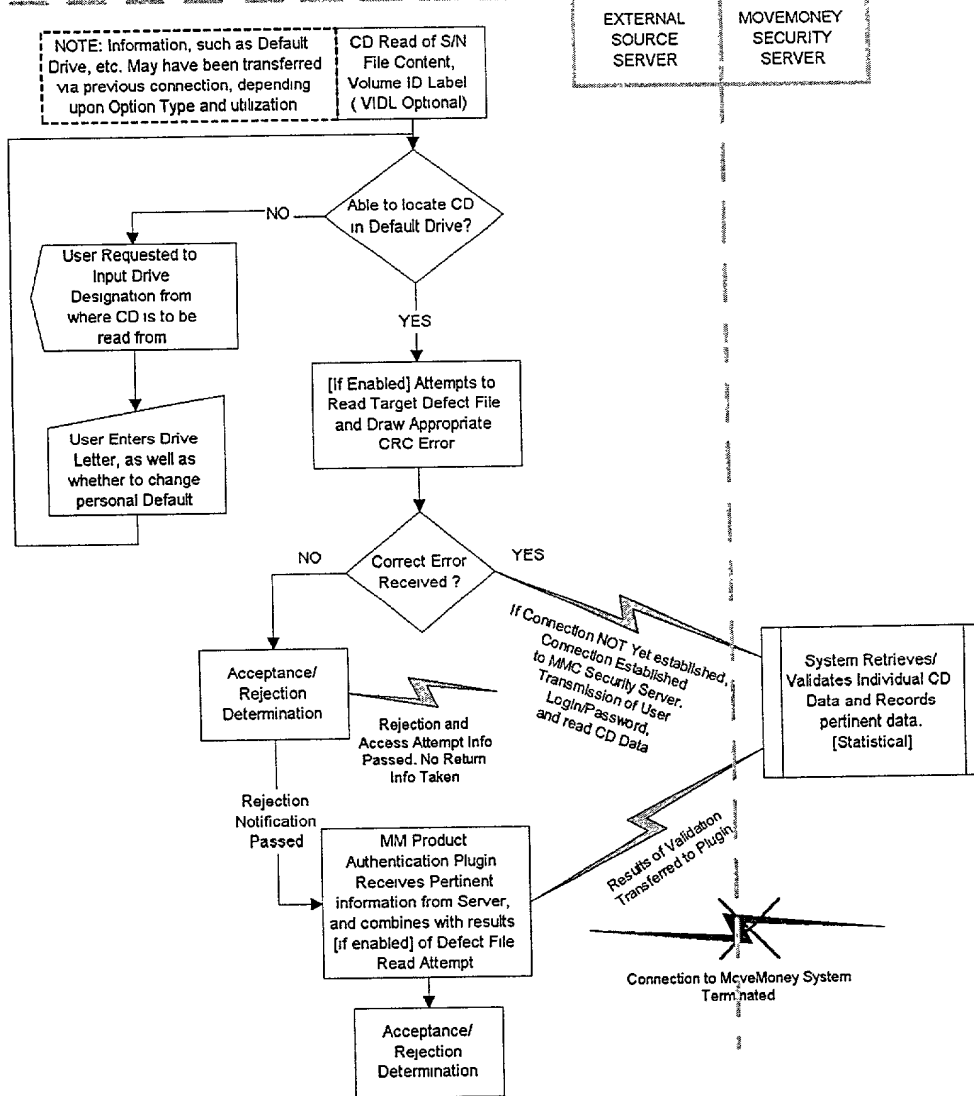 EXTERNAL
SOURCE
SERVER
MOVEMONEY
SECURITY
SERVER
NOTE: Information, such as Default
Drive, etc. May have been transferred
via previous connection, depending
upon Option Type and utilization
CD Read of S/N
File Content,
Volume ID Label
( VIDL Optional)
Able to locate CD
in Default Drive?
NO
User Requested to
Input Drive
Designation from
where CD is to be
read from
YES
[If Enabled] Attempts to
Read Target Defect File
and Draw Appropriate
CRC Error
User Enters Drive
Letter, as well as
whether to change
personal Default
NO
Correct Error
Received ?
YES
If Connection NOT Yet established,
Connection Established
to MMC Security Server.
Transmission of User
Login/Password,
and read CD Data
System Retrieves/
Validates Individual CD
Data and Records
pertinent data.
[Statistical]
Acceptance/
Rejection
Determination
Rejection and
Access Attempt Info
Passed. No Return
Info Taken
Rejection
Notification
Passed
MM Product
Authentication Plugin
Receives Pertinent
information from Server,
and combines with results
[if enabled] of Defect File
Read Attempt
Results of Validation
Transferred to Plugin
Connection to MoveMoney System
Terminated
Acceptance/
Rejection
Determination